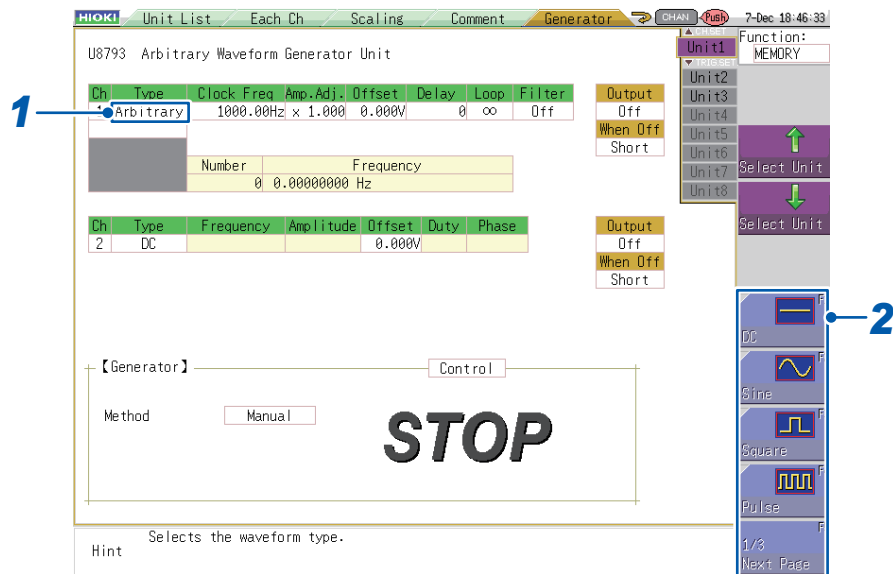 HIOKI Unit List Each Ch Scaling Comment Generator CHAN Push 7-Dec 18:46:33
U8793 Arbitrary Waveform Generator Unit
Ch Type Clock Freq Amp.Adj. Offset Delay Loop Filter
1 Arbitrary 1000.00Hz x 1.000 0.000V 0 ∞ Off
Number Frequency
0 0.00000000 Hz
Output
Off
When Off
Short
Ch Type Frequency Amplitude Offset Duty Phase
2 DC 0.000V
Output
Off
When Off
Short
【Generator】 Control
Method Manual
STOP
Hint Selects the waveform type.
▲ CH.SET
Unit1
▼ TRIG.SET
Unit2
Unit3
Unit4
Unit5
Unit6
Unit7
Unit8
Function:
MEMORY
Select Unit
Select Unit
F
DC
F
Sine
F
Square
F
Pulse
F
1/3
Next Page
1
2